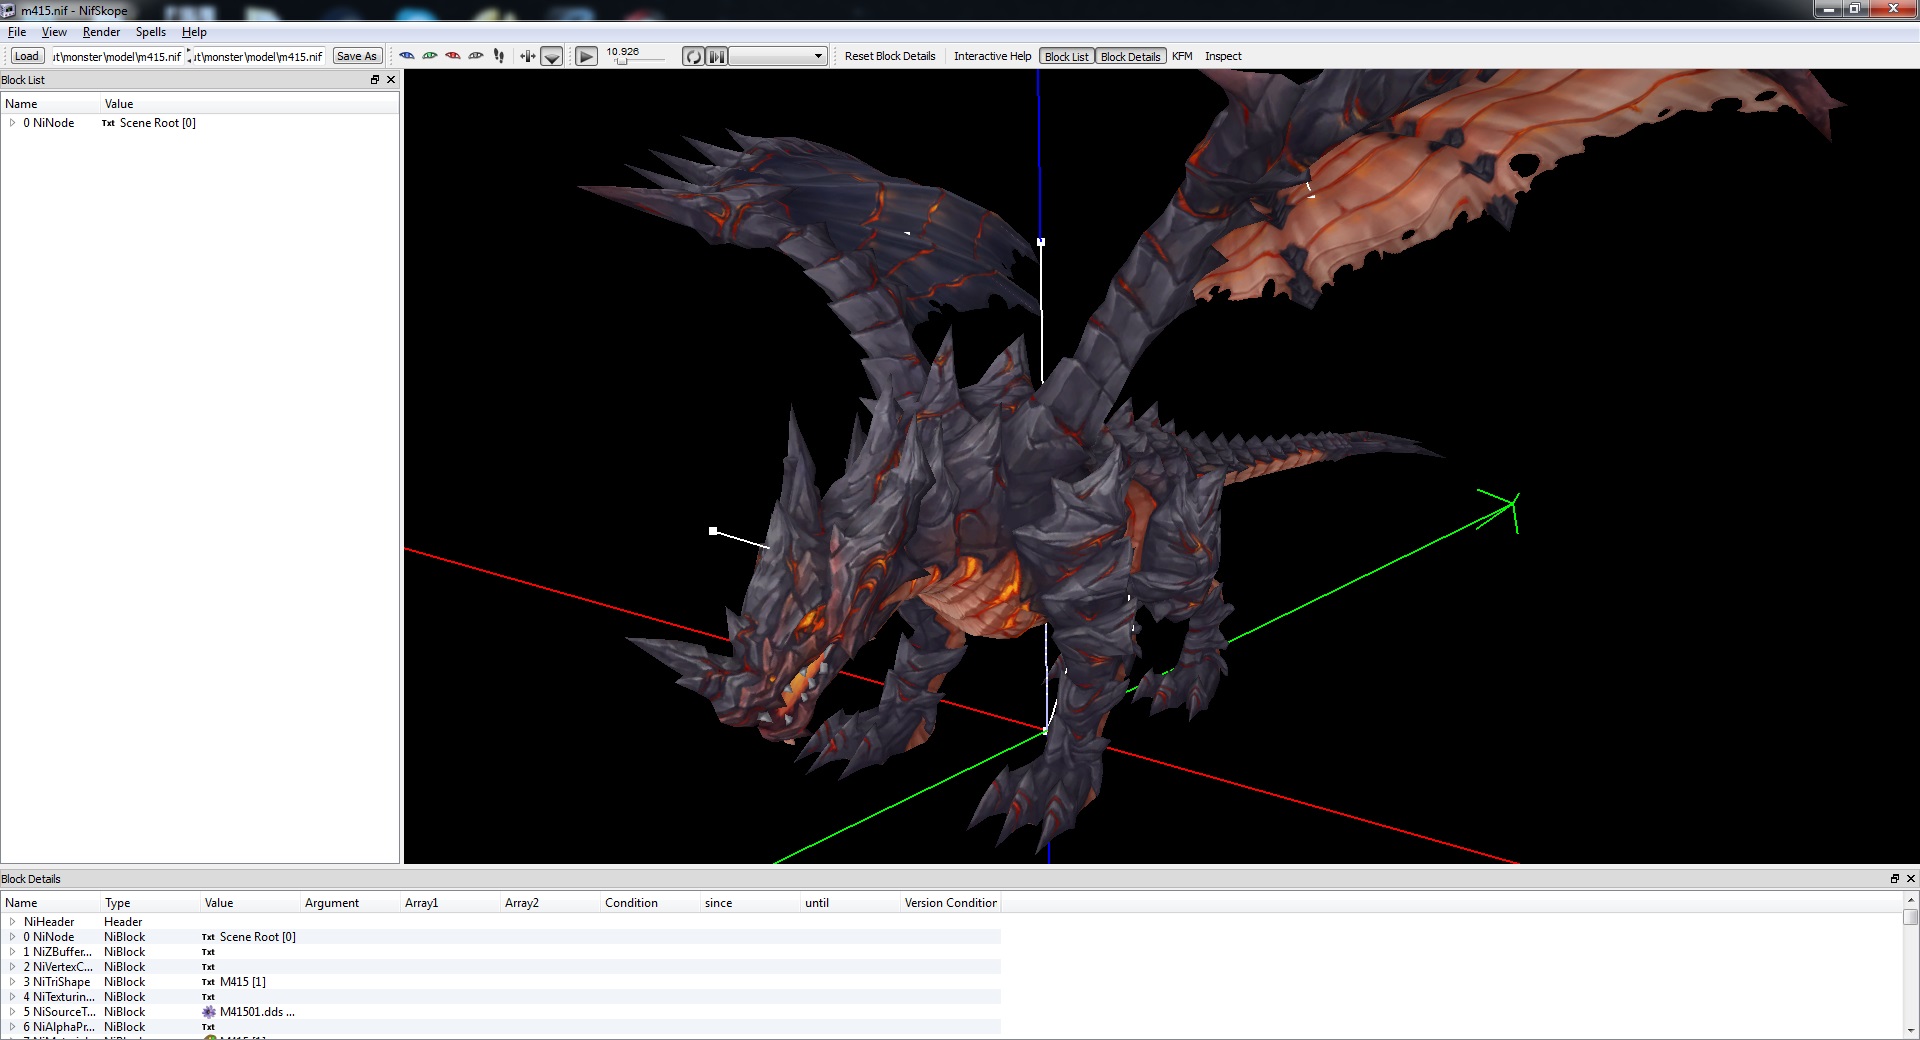 m415.nif - NifSkope
File View Render Spells Help
Load ıt\monster\model\m415.nif ıt\monster\model\m415.nif Save As 10.926 Reset Block Details Interactive Help Block List Block Details KFM Inspect
Block List
Name Value
0 NiNode Txt Scene Root [0]
Block Details
Name Type Value Argument Array1 Array2 Condition since until Version Condition
NiHeader Header
0 NiNode NiBlock Txt Scene Root [0]
1 NiZBuffer... NiBlock Txt
2 NiVertexC... NiBlock Txt
3 NiTriShape NiBlock Txt M415 [1]
4 NiTexturin... NiBlock Txt
5 NiSourceT... NiBlock M41501.dds ...
6 NiAlphaPr... NiBlock Txt